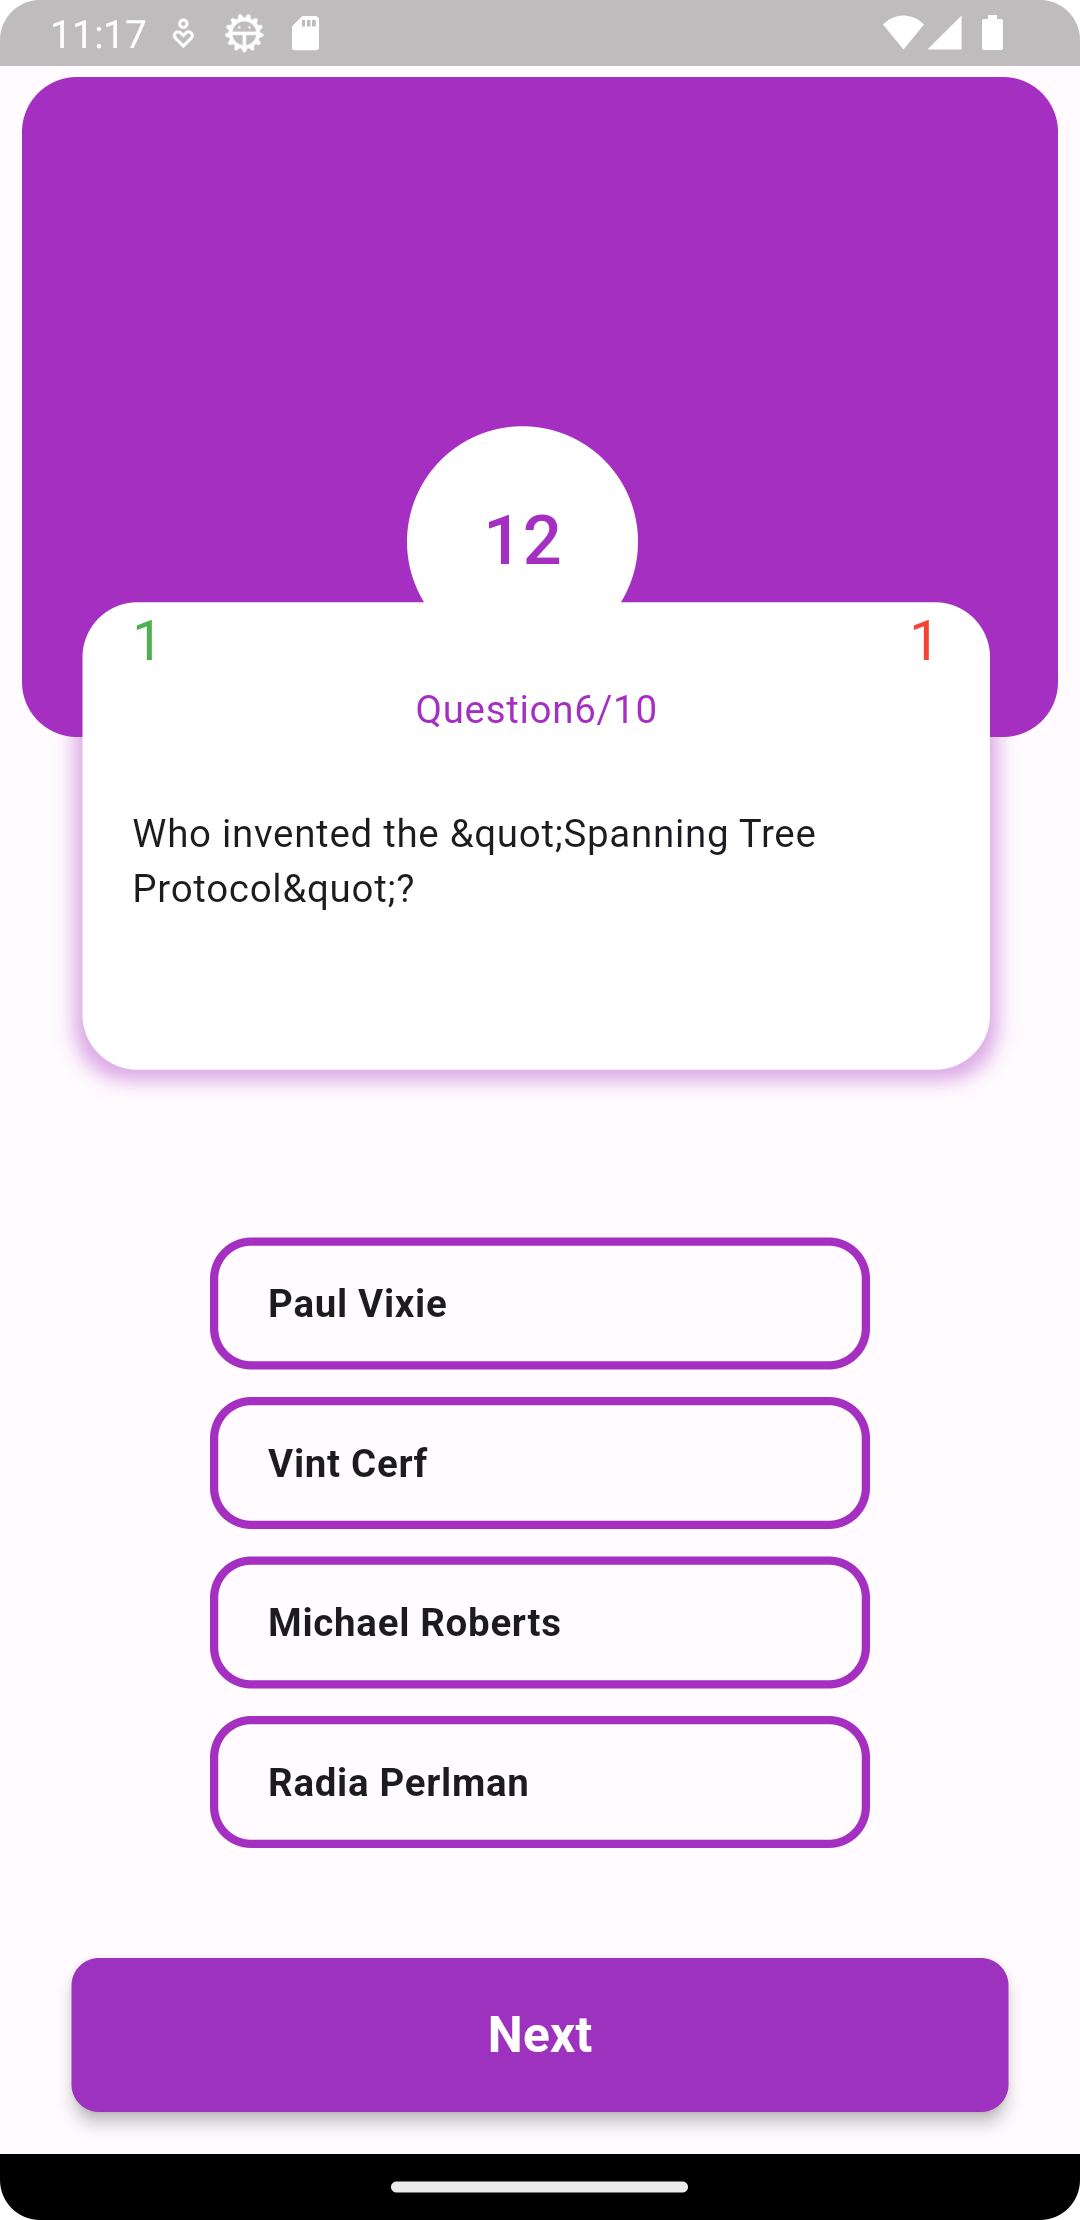 11:17
12
1 1
Question6/10
Who invented the &quot;Spanning Tree
Protocol&quot;?
Paul Vixie
Vint Cerf
Michael Roberts
Radia Perlman
Next